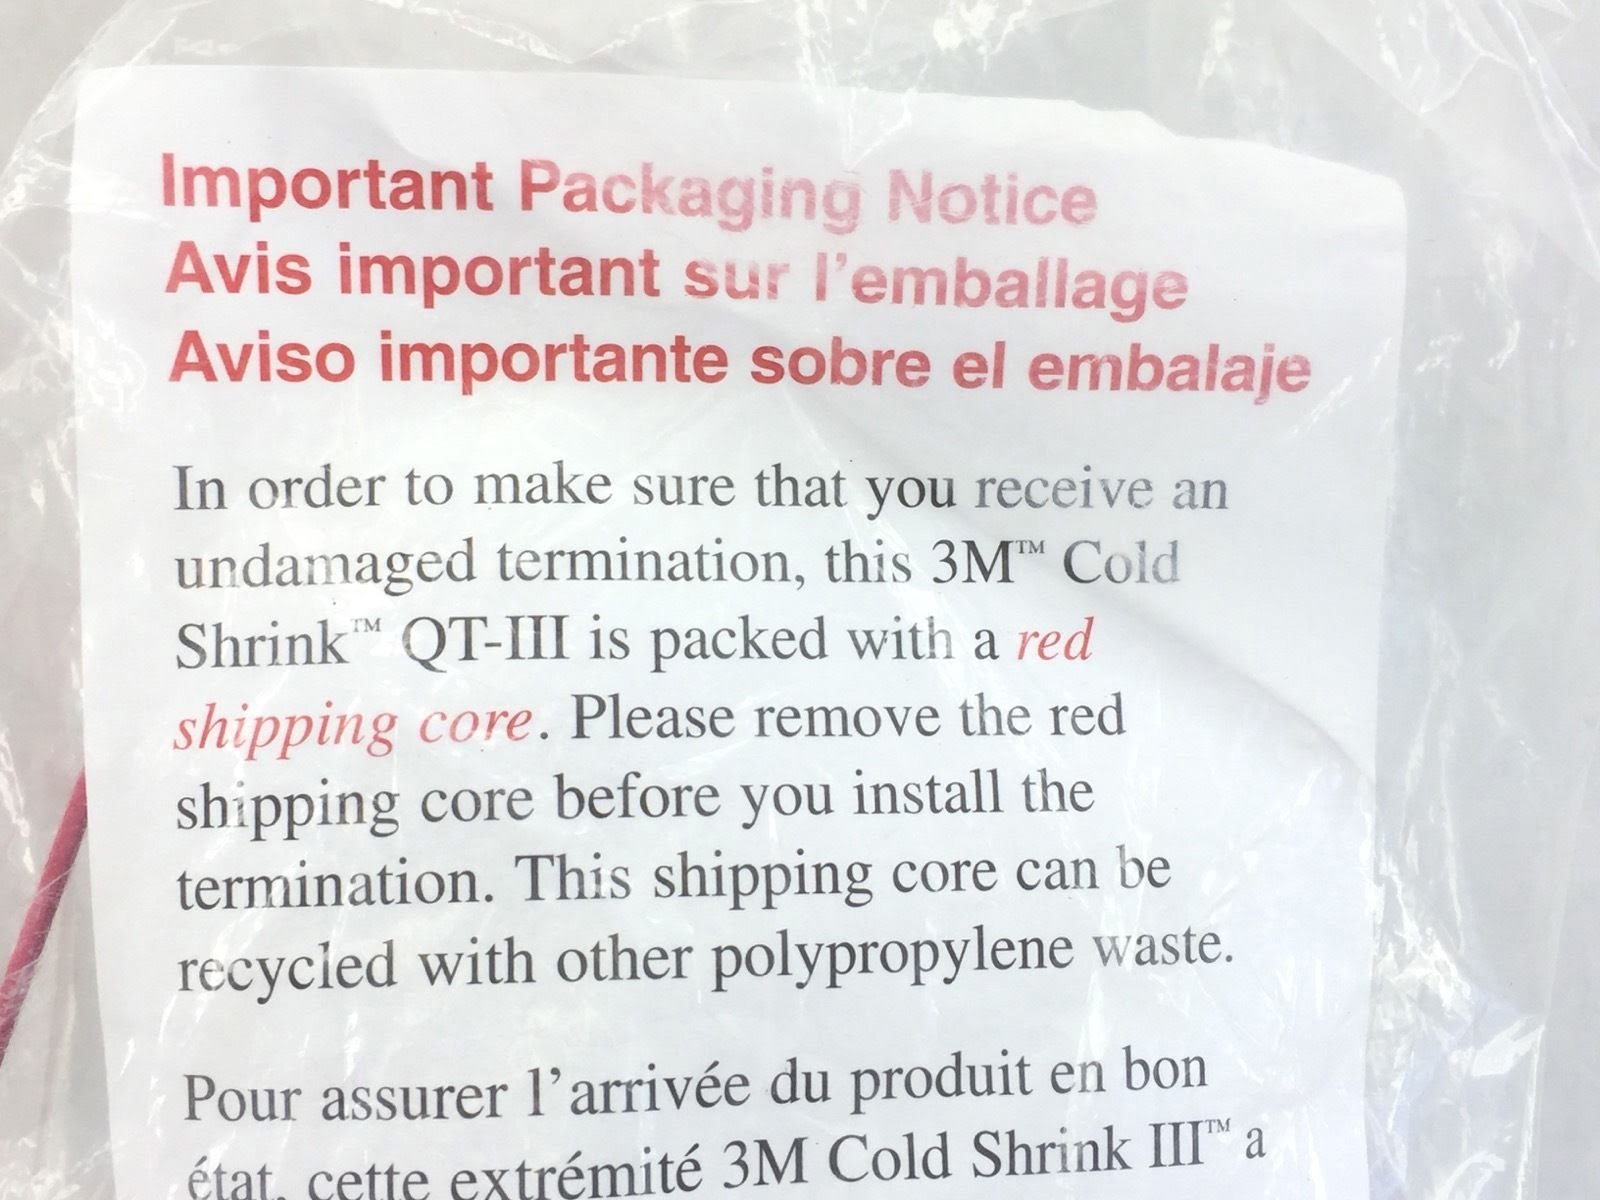 Important Packaging Notice
Avis important sur l'emballage
Aviso importante sobre el embalaje
In order to make sure that you receive an
undamaged termination, this 3M™ Cold
Shrink™ QT-III is packed with a red
shipping core. Please remove the red
shipping core before you install the
termination. This shipping core can be
recycled with other polypropylene waste.
Pour assurer l'arrivée du produit en bon
état, cette extrémité 3M Cold Shrink III™ a